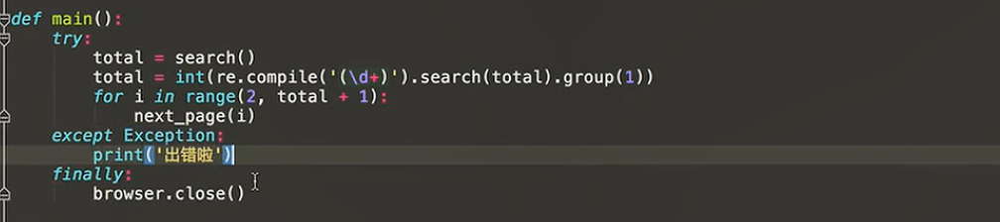 def main():
    try:
        total = search()
        total = int(re.compile('(\d+)').search(total).group(1))
        for i in range(2, total + 1):
            next_page(i)
    except Exception:
        print('出错啦')
    finally:
        browser.close()